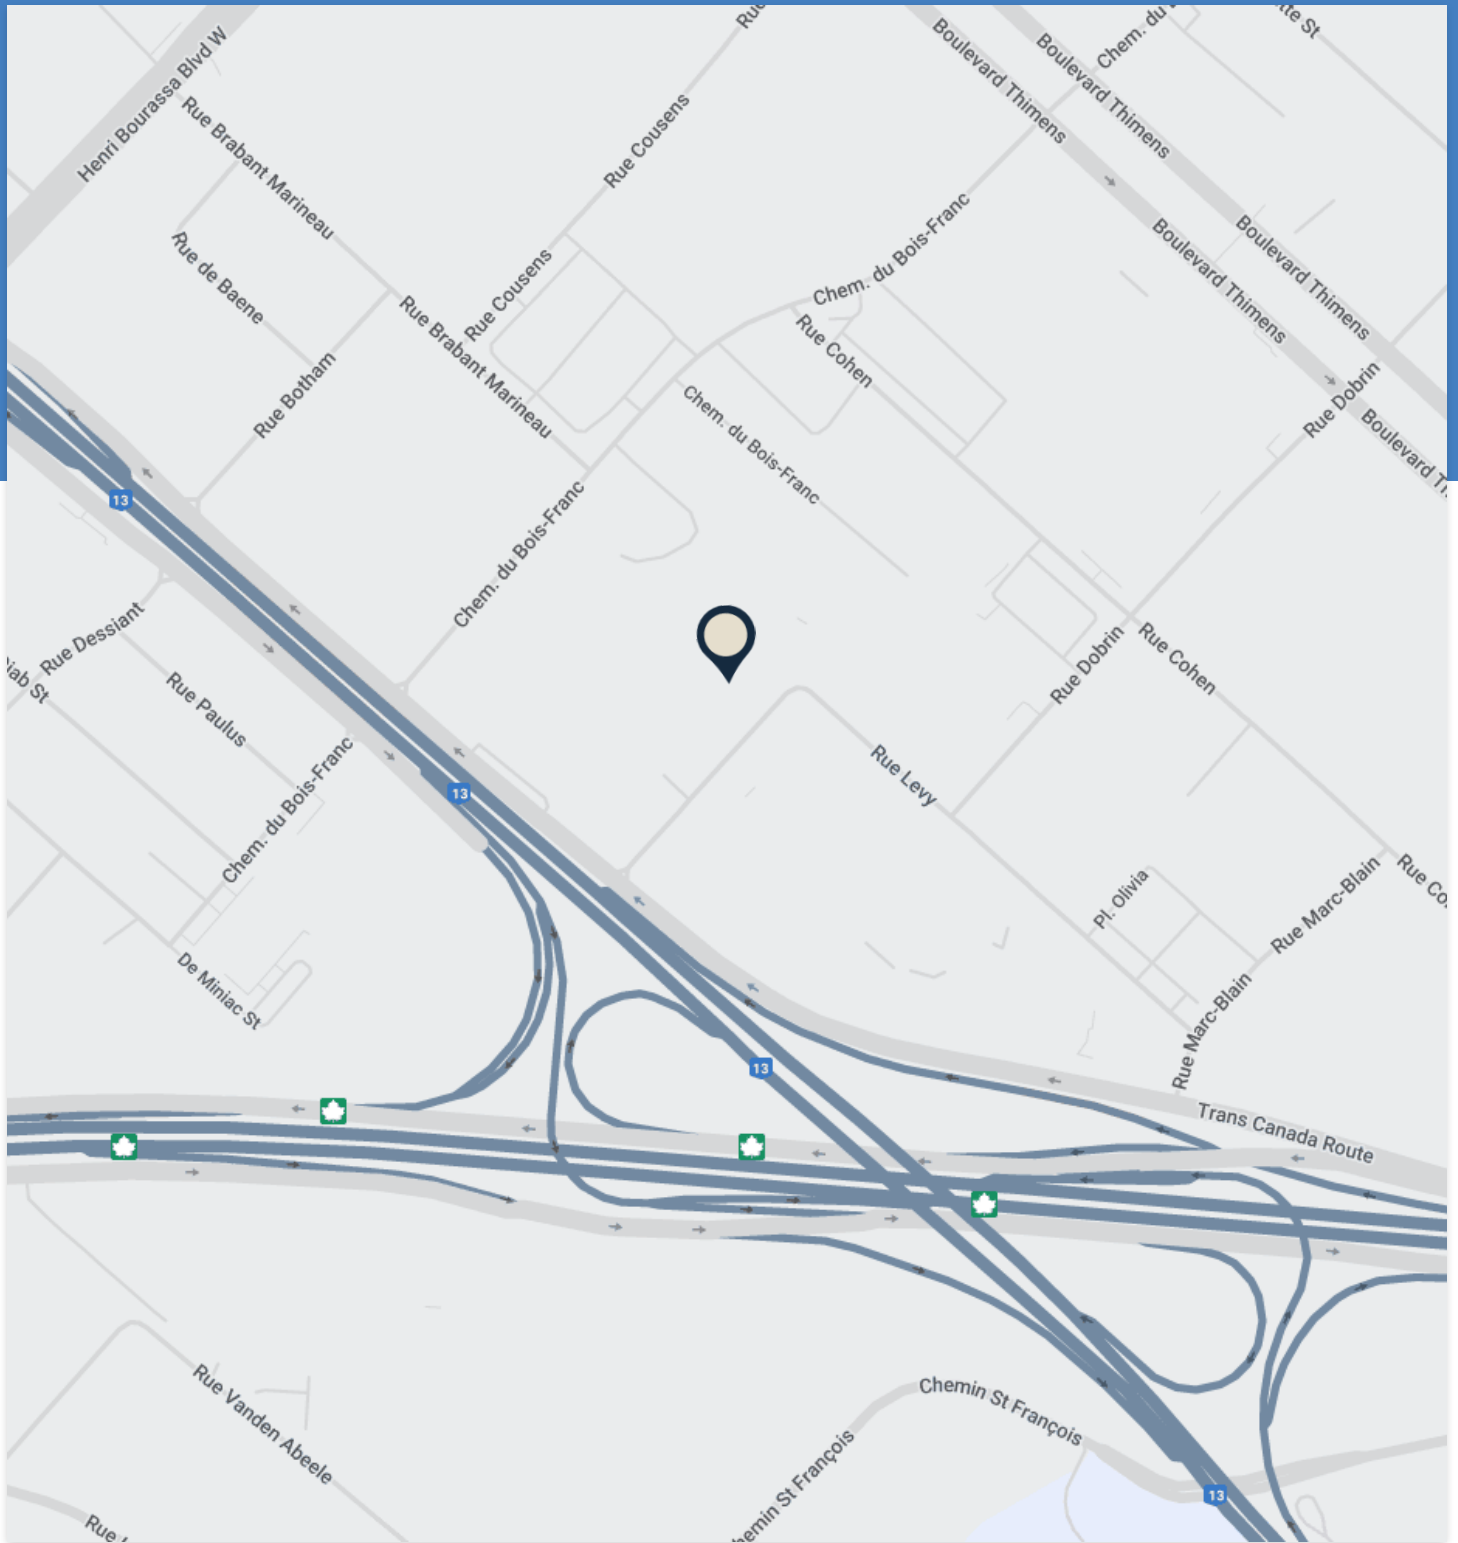 Henri Bourassa Blvd W
Rue Brabant Marineau
Rue Cousens
Boulevard Thimens
Boulevard Thimens
Chem. du
Rue de Baene
Rue Cousens
Rue Brabant Marineau
Rue Botham
Chem. du Bois-Franc
Boulevard Thimens
Boulevard Thimens
Rue Cohen
Chem. du Bois-Franc
Rue Dobrin
Boulevard
13
Chem. du Bois-Franc
Rue Dessiant
Rue Paulus
Rue Dobrin
Rue Cohen
Chem. du Bois-Franc
13
Rue Levy
Pl. Olivia
Rue Marc-Blain
De Miniac St
Rue Marc-Blain
13
Trans Canada Route
Rue Vanden Abeele
Chemin St François
St François
13
Rue